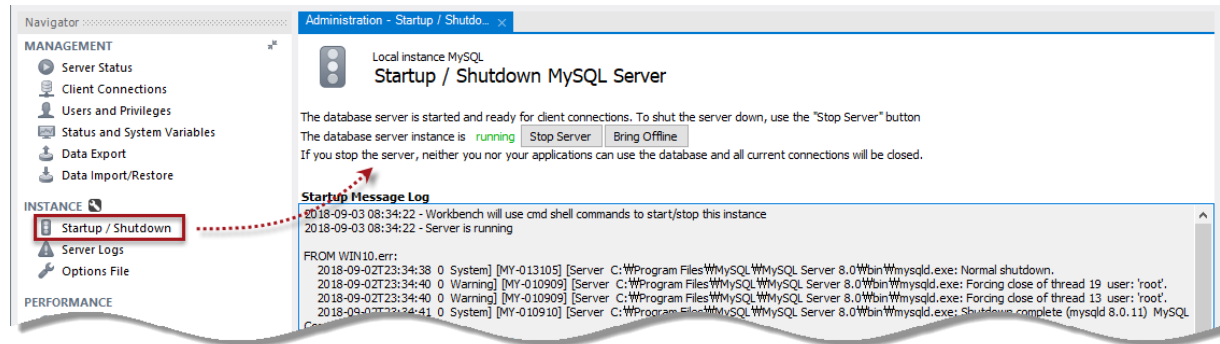 Navigator
MANAGEMENT
Server Status
Client Connections
Users and Privileges
Status and System Variables
Data Export
Data Import/Restore
INSTANCE
Startup / Shutdown
Server Logs
Options File
PERFORMANCE
Administration - Startup / Shutdo...
Local instance MySQL
Startup / Shutdown MySQL Server
The database server is started and ready for client connections. To shut the server down, use the "Stop Server" button
The database server instance is running Stop Server Bring Offline
If you stop the server, neither you nor your applications can use the database and all current connections will be closed.
Startup Message Log
2018-09-03 08:34:22 - Workbench will use cmd shell commands to start/stop this instance
2018-09-03 08:34:22 - Server is running
FROM WIN10.err:
2018-09-02T23:34:38 0 System] [MY-013105] [Server C:₩Program Files₩MySQL₩MySQL Server 8.0₩bin₩mysqld.exe: Normal shutdown.
2018-09-02T23:34:40 0 Warning] [MY-010909] [Server C:₩Program Files₩MySQL₩MySQL Server 8.0₩bin₩mysqld.exe: Forcing close of thread 19 user: 'root'.
2018-09-02T23:34:40 0 Warning] [MY-010909] [Server C:₩Program Files₩MySQL₩MySQL Server 8.0₩bin₩mysqld.exe: Forcing close of thread 13 user: 'root'.
2018-09-02T23:34:41 0 System] [MY-010910] [Server C:₩Program Files₩MySQL₩MySQL Server 8.0₩bin₩mysqld.exe: Shutdown complete (mysqld 8.0.11) MySQL